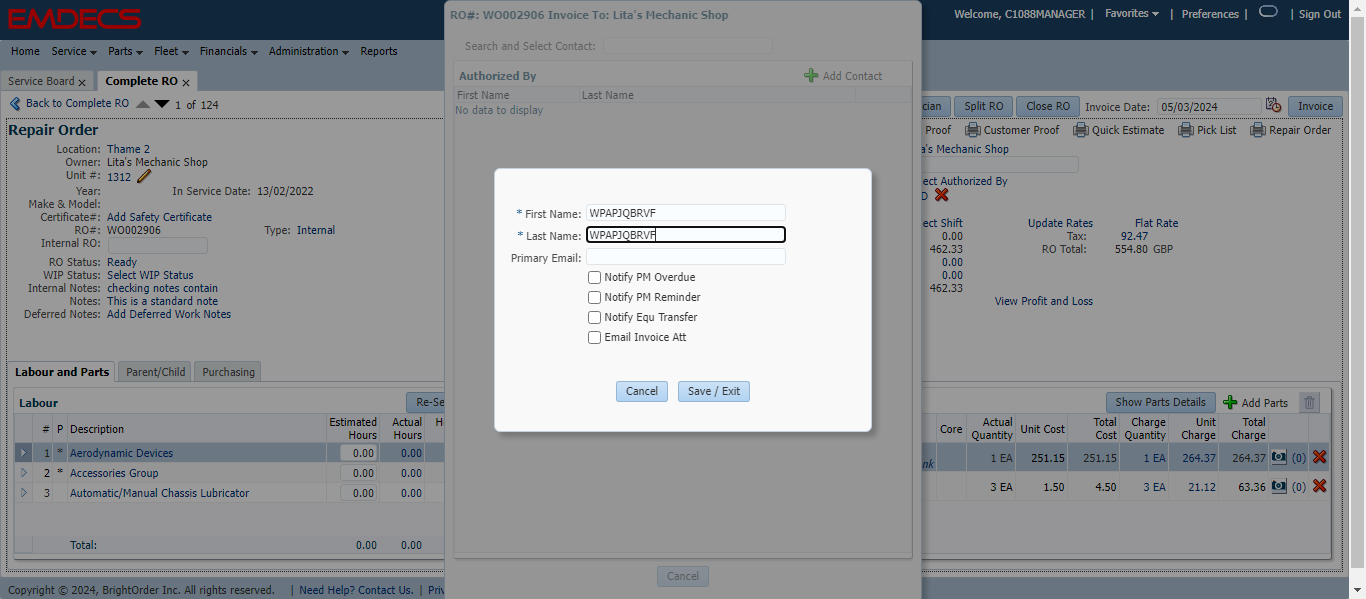 EMDECS
Welcome, C1088MANAGER | Favorites | Preferences | | Sign Out
Home Service Parts Fleet Financials Administration Reports
Service Board x Complete RO x
Back to Complete RO 1 of 124
Split RO Close RO Invoice Date: 05/03/2024 Invoice
Proof Customer Proof Quick Estimate Pick List Repair Order
Repair Order
Location: Thame 2
Owner: Lita's Mechanic Shop
Unit #: 1312
Year: In Service Date: 13/02/2022
Make & Model:
Certificate#: Add Safety Certificate
RO#: WO002906 Type: Internal
Internal RO:
RO Status: Ready
WIP Status: Select WIP Status
Internal Notes: checking notes contain
Notes: This is a standard note
Deferred Notes: Add Deferred Work Notes
a's Mechanic Shop
ect Authorized By
ect Shift Update Rates Flat Rate
0.00 Tax: 92.47
462.33 RO Total: 554.80 GBP
0.00
0.00
462.33
View Profit and Loss
RO#: WO002906 Invoice To: Lita's Mechanic Shop
Search and Select Contact:
Authorized By Add Contact
First Name Last Name
No data to display
* First Name: WPAPJQBRVF
* Last Name: WPAPJQBRVF
Primary Email:
Notify PM Overdue
Notify PM Reminder
Notify Equ Transfer
Email Invoice Att
Cancel Save / Exit
Cancel
Labour and Parts Parent/Child Purchasing
Labour Re-Se
# P Description Estimated Hours Actual Hours H
1 * Aerodynamic Devices 0.00 0.00
2 * Accessories Group 0.00 0.00
3 Automatic/Manual Chassis Lubricator 0.00 0.00
Total: 0.00 0.00
Show Parts Details Add Parts
Core Actual Quantity Unit Cost Total Cost Charge Quantity Unit Charge Total Charge
nk 1 EA 251.15 251.15 1 EA 264.37 264.37 (0)
3 EA 1.50 4.50 3 EA 21.12 63.36 (0)
Copyright © 2024, BrightOrder Inc. All rights reserved. | Need Help? Contact Us. | Priv